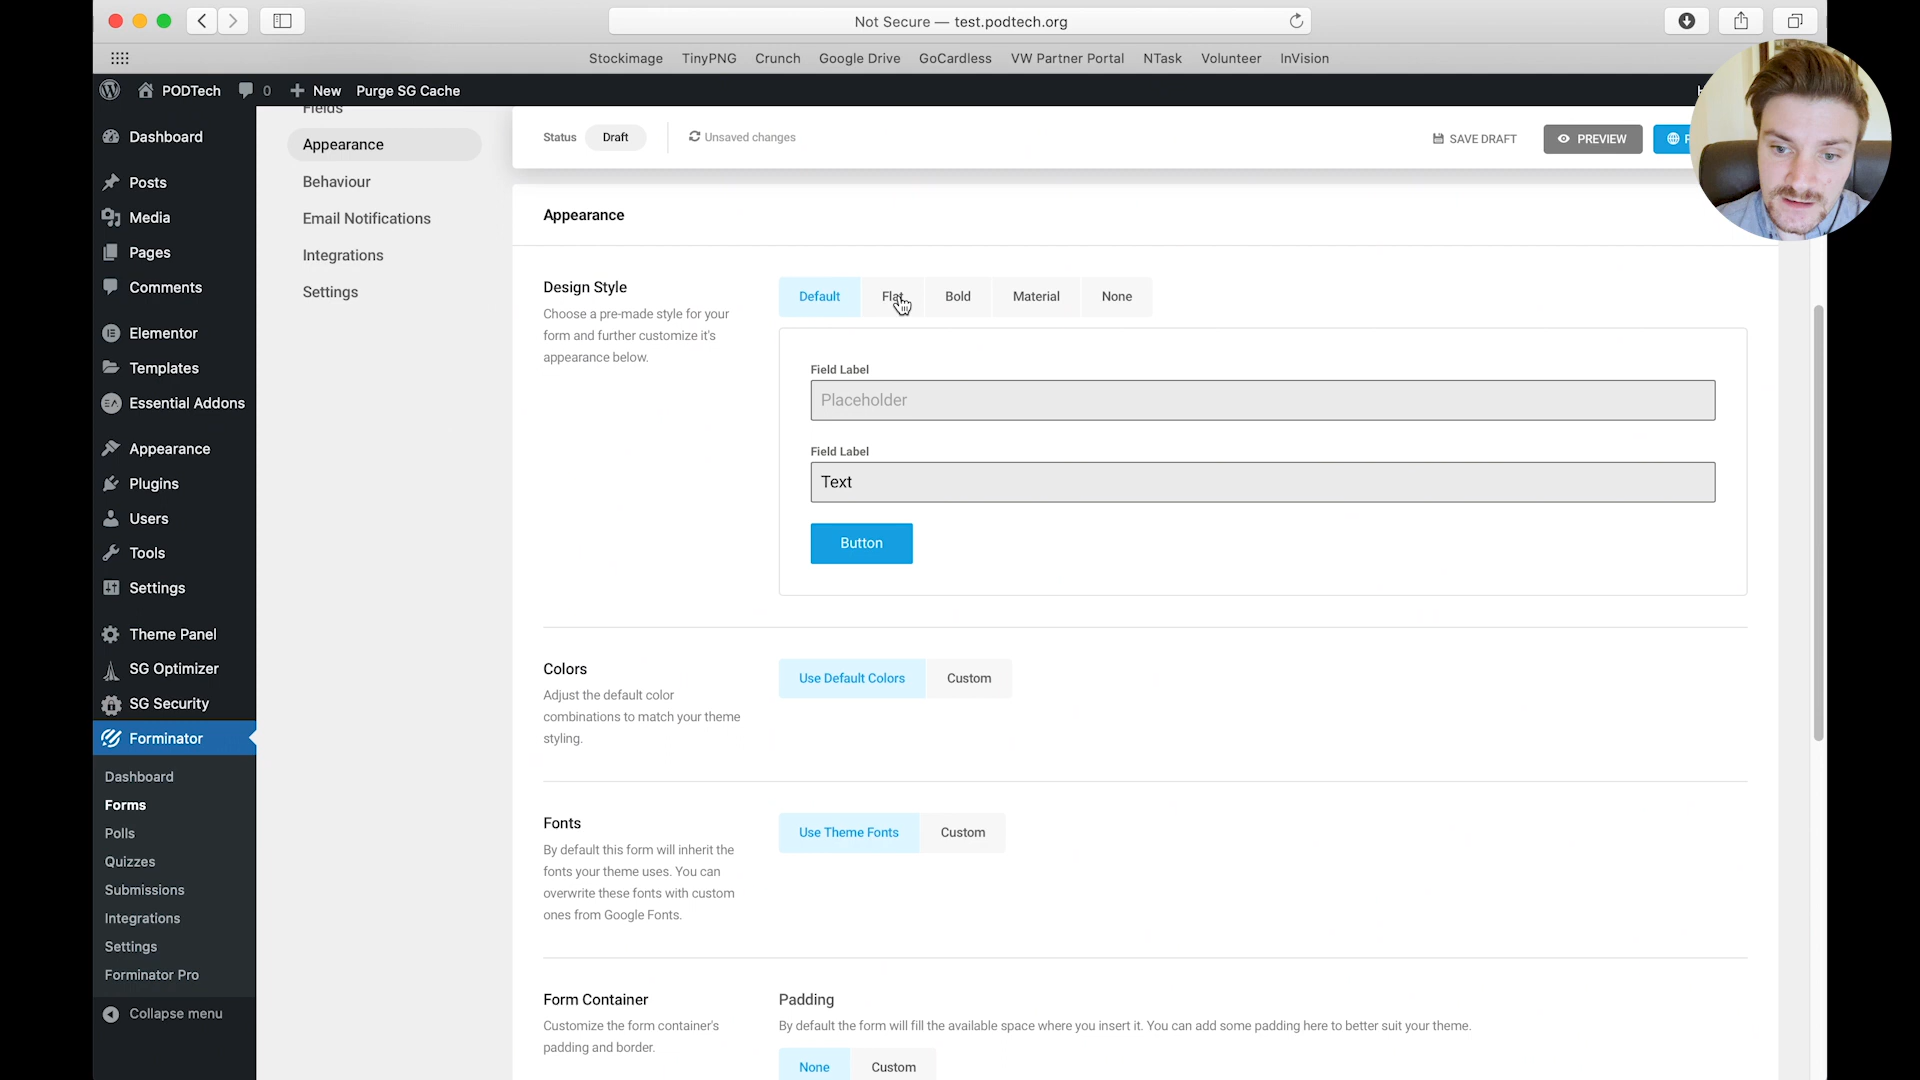 Not Secure — test.podtech.org
Stockimage TinyPNG Crunch Google Drive GoCardless VW Partner Portal NTask Volunteer InVision
PODTech 0 New Purge SG Cache
Dashboard
Posts
Media
Pages
Comments
Elementor
Templates
Essential Addons
Appearance
Plugins
Users
Tools
Settings
Theme Panel
SG Optimizer
SG Security
Forminator
Dashboard
Forms
Polls
Quizzes
Submissions
Integrations
Settings
Forminator Pro
Collapse menu
Fields
Appearance
Behaviour
Email Notifications
Integrations
Settings
Status Draft Unsaved changes SAVE DRAFT PREVIEW
Appearance
Design Style
Choose a pre-made style for your
form and further customize it's
appearance below.
Default Flat Bold Material None
Field Label
Placeholder
Field Label
Text
Button
Colors
Adjust the default color
combinations to match your theme
styling.
Use Default Colors Custom
Fonts
By default this form will inherit the
fonts your theme uses. You can
overwrite these fonts with custom
ones from Google Fonts.
Use Theme Fonts Custom
Form Container
Customize the form container's
padding and border.
Padding
By default the form will fill the available space where you insert it. You can add some padding here to better suit your theme.
None Custom